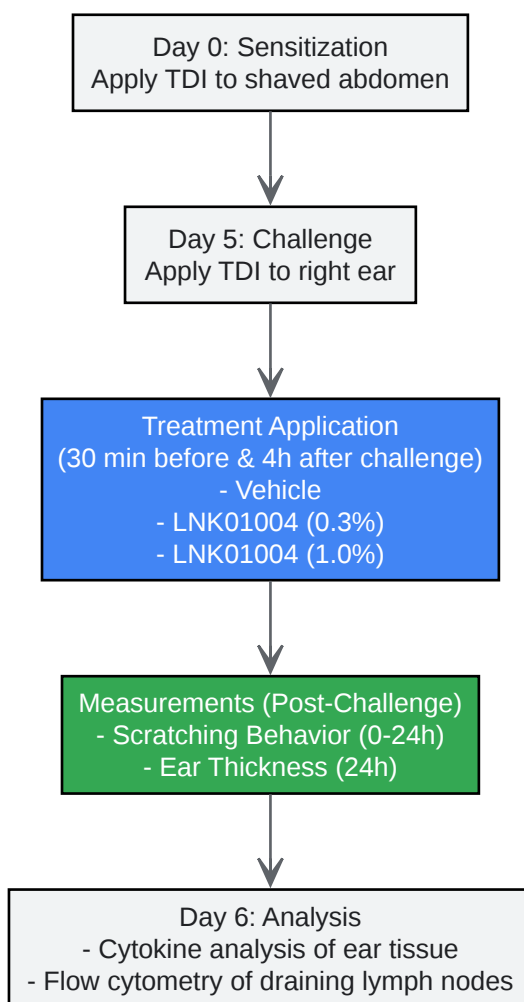 Day 0: Sensitization
Apply TDI to shaved abdomen
Day 5: Challenge
Apply TDI to right ear
Treatment Application
(30 min before & 4h after challenge)
- Vehicle
- LNK01004 (0.3%)
- LNK01004 (1.0%)
Measurements (Post-Challenge)
- Scratching Behavior (0-24h)
- Ear Thickness (24h)
Day 6: Analysis
- Cytokine analysis of ear tissue
- Flow cytometry of draining lymph nodes